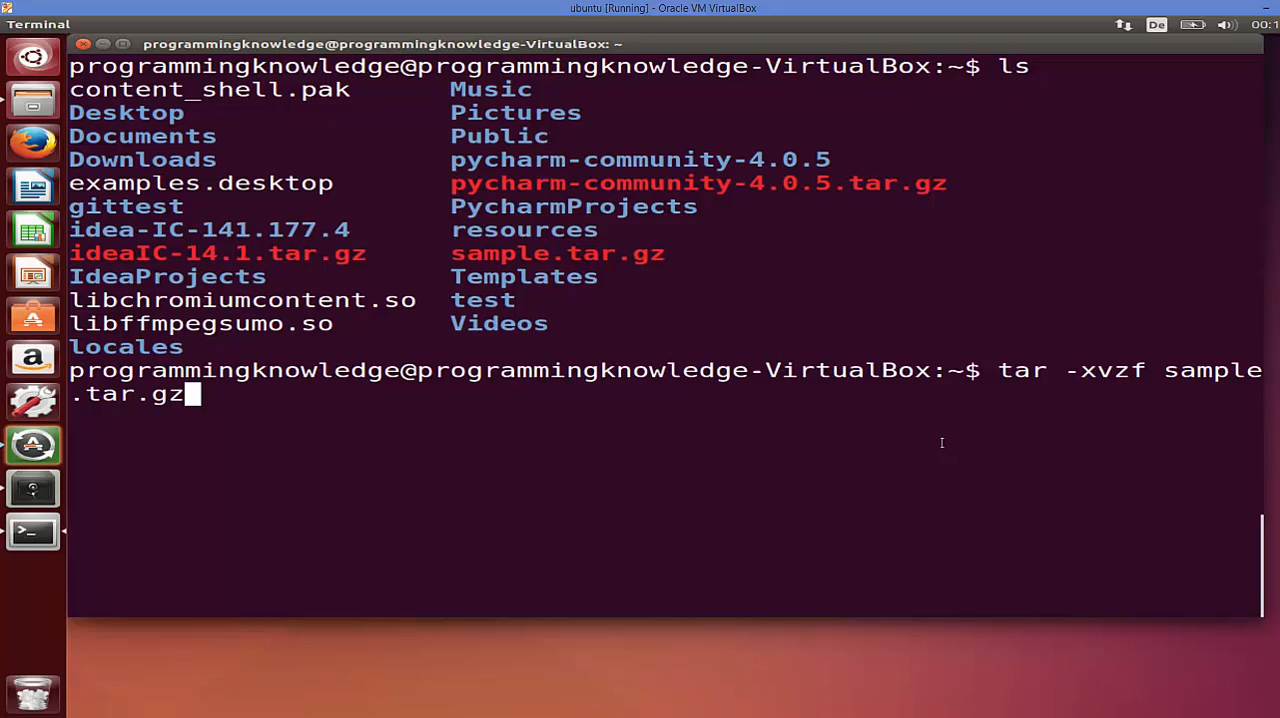 ubuntu [Running] - Oracle VM VirtualBox
Terminal De 00:1
programmingknowledge@programmingknowledge-VirtualBox: ~
programmingknowledge@programmingknowledge-VirtualBox:~$ ls
content_shell.pak Music
Desktop Pictures
Documents Public
Downloads pycharm-community-4.0.5
examples.desktop pycharm-community-4.0.5.tar.gz
gittest PycharmProjects
idea-IC-141.177.4 resources
ideaIC-14.1.tar.gz sample.tar.gz
IdeaProjects Templates
libchromiumcontent.so test
libffmpegsumo.so Videos
locales
programmingknowledge@programmingknowledge-VirtualBox:~$ tar -xvzf sample
.tar.gz